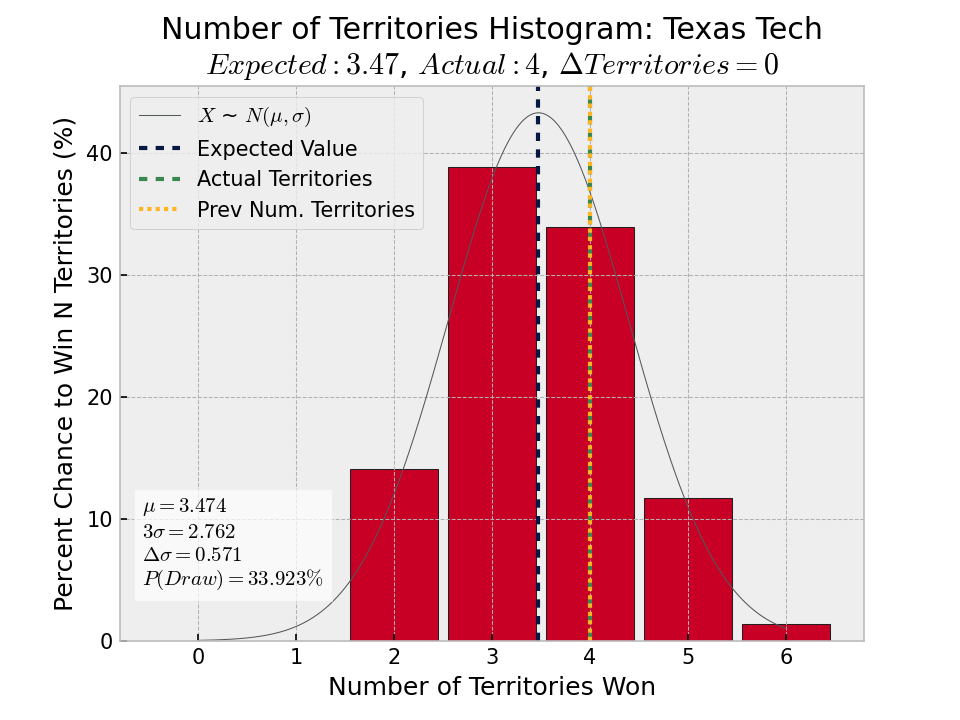 Number of Territories Histogram: Texas Tech
Expected : 3.47, Actual : 4, ΔTerritories = 0
Percent Chance to Win N Territories (%)
40
30
20
10
0
X ∼ N(μ, σ)
Expected Value
Actual Territories
Prev Num. Territories
μ = 3.474
3σ = 2.762
Δσ = 0.571
P(Draw) = 33.923%
0 1 2 3 4 5 6
Number of Territories Won